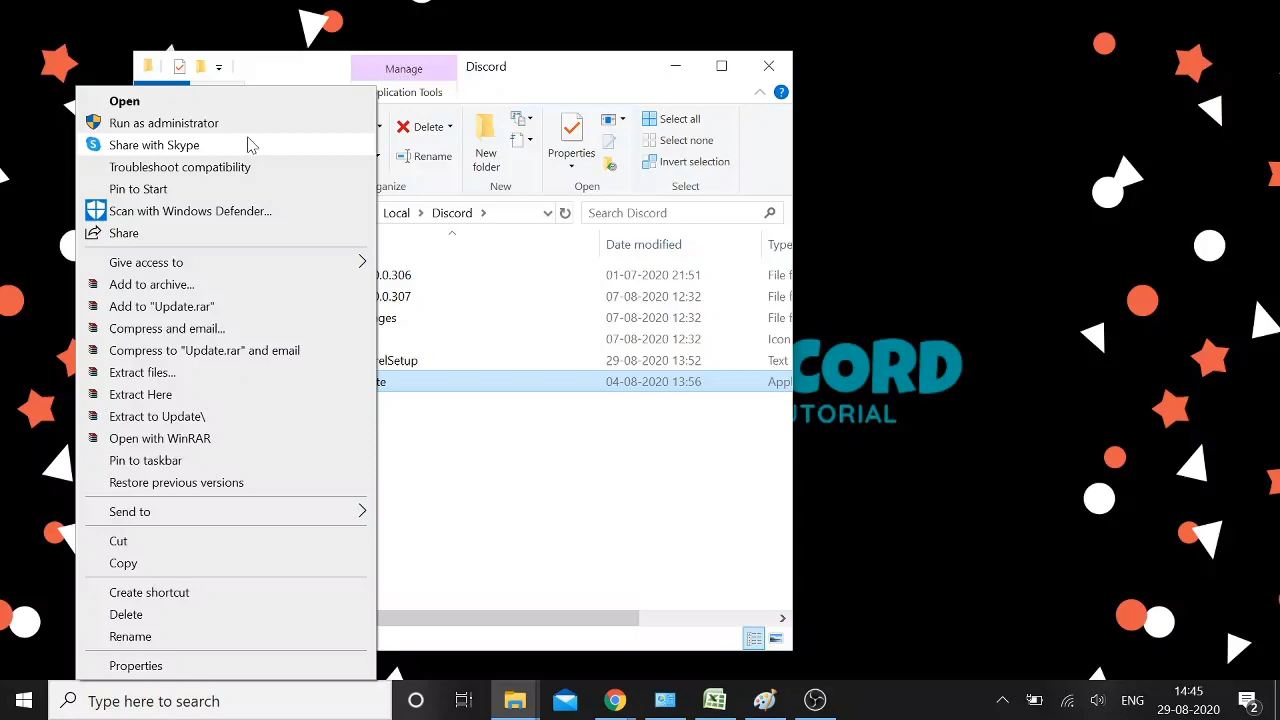 Manage
Discord
pplication Tools
Open
Run as administrator
Share with Skype
Troubleshoot compatibility
Pin to Start
Scan with Windows Defender...
Share
Give access to
Add to archive...
Add to "Update.rar"
Compress and email...
Compress to "Update.rar" and email
Extract files...
Extract Here
Extract to Update\
Open with WinRAR
Pin to taskbar
Restore previous versions
Send to
Cut
Copy
Create shortcut
Delete
Rename
Properties
Delete
Rename
ganize
New
folder
New
Properties
Open
Select all
Select none
Invert selection
Select
Local
Discord
Search Discord
Date modified
Type
0.0.306
01-07-2020 21:51
File f
0.0.307
07-08-2020 12:32
File f
ges
07-08-2020 12:32
File f
07-08-2020 12:32
Icon
relSetup
29-08-2020 13:52
Text
te
04-08-2020 13:56
Appl
CORD
UTORIAL
Type here to search
ENG
14:45
29-08-2020
2